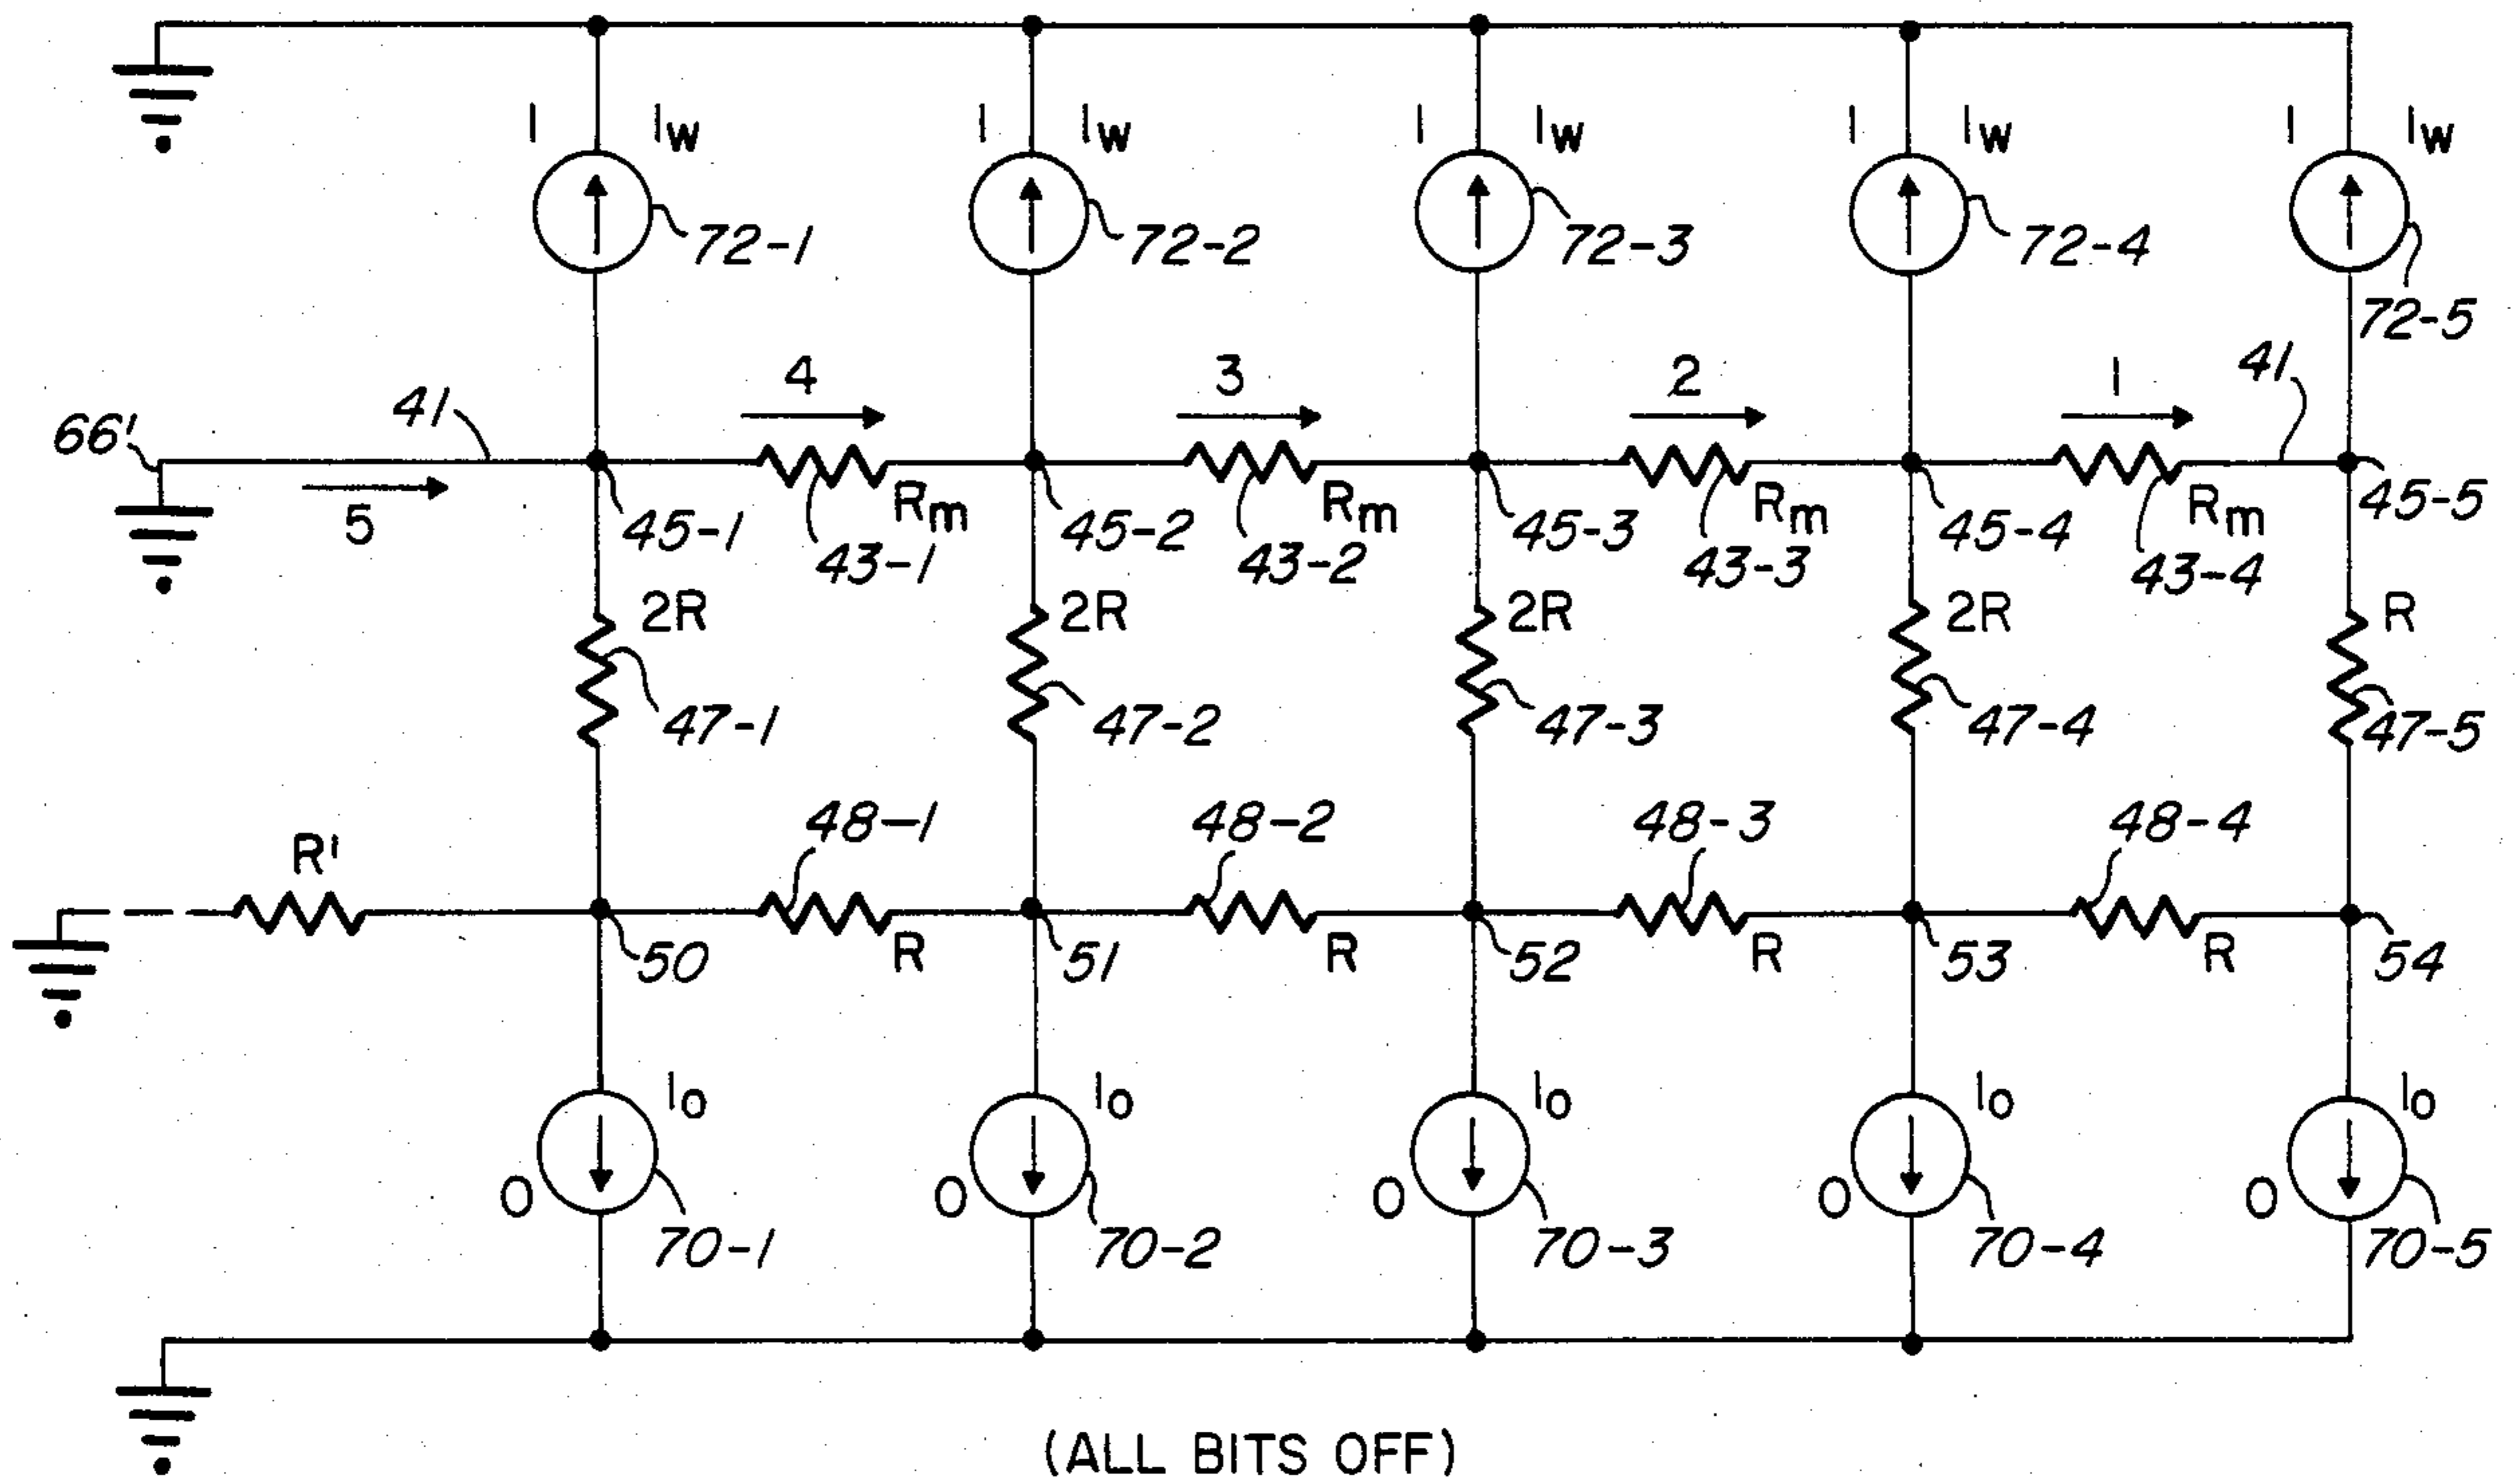 I IW I IW I IW I IW I IW
72-1 72-2 72-3 72-4 72-5
4 3 2 1 41
66' 41
5 45-1 Rm 45-2 Rm 45-3 Rm 45-4 Rm 45-5
43-1 43-2 43-3 43-4
2R 2R 2R 2R R
47-1 47-2 47-3 47-4 47-5
R' 48-1 48-2 48-3 48-4
50 R 51 R 52 R 53 R 54
IO IO IO IO IO
O O O O O
70-1 70-2 70-3 70-4 70-5
(ALL BITS OFF)